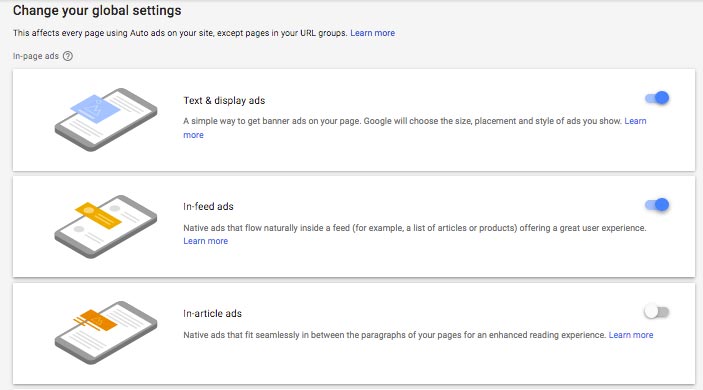 Change your global settings
This affects every page using Auto ads on your site, except pages in your URL groups. Learn more
In-page ads ?
Text & display ads
A simple way to get banner ads on your page. Google will choose the size, placement and style of ads you show. Learn
more
In-feed ads
Native ads that flow naturally inside a feed (for example, a list of articles or products) offering a great user experience.
Learn more
In-article ads
Native ads that fit seamlessly in between the paragraphs of your pages for an enhanced reading experience. Learn more